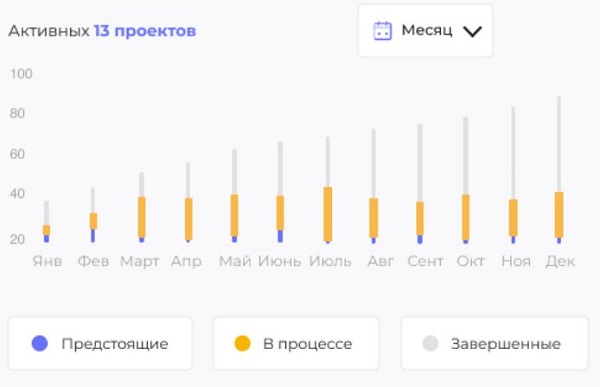 Активных 13 проектов
Месяц
100
80
60
40
20
Янв Фев Март Апр Май Июнь Июль Авг Сент Окт Ноя Дек
Предстоящие
В процессе
Завершенные